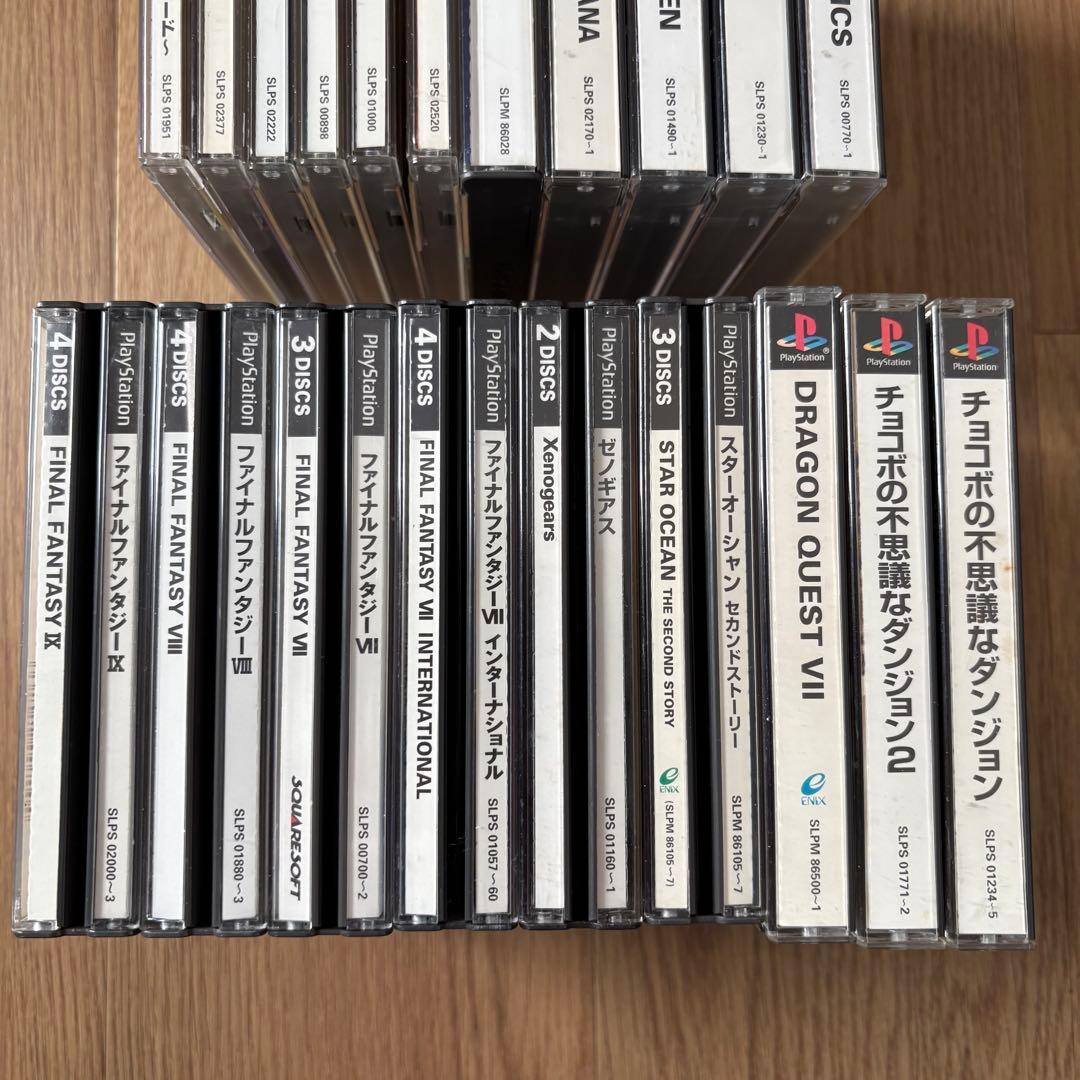 ード～
SLPS 01951
SLPS 02377
SLPS 02222
SLPS 00898
SLPS 01000
SLPS 02520
SLPM 86028
ANA
SLPS 02170~1
EN
SLPS 01490~1
SLPS 01230~1
ICS
SLPS 00770~1
4 DISCS
FINAL FANTASY IX
PlayStation
ファイナルファンタジーIX
SLPS 02000~3
4 DISCS
FINAL FANTASY VIII
PlayStation
ファイナルファンタジーVIII
SLPS 01880~3
3 DISCS
FINAL FANTASY VII
SQUARESOFT
PlayStation
ファイナルファンタジーVII
SLPS 00700~2
4 DISCS
FINAL FANTASY VII INTERNATIONAL
PlayStation
ファイナルファンタジーVII インターナショナル
SLPS 01057~60
2 DISCS
Xenogears
PlayStation
ゼノギアス
SLPS 01160~1
3 DISCS
STAR OCEAN THE SECOND STORY
ENIX
(SLPM 86105~7)
PlayStation
スターオーシャン セカンドストーリー
SLPM 86105~7
PlayStation®
DRAGON QUEST VII
ENIX
SLPM 86500~1
PlayStation
チョコボの不思議なダンジョン2
SLPS 01771~2
PlayStation
チョコボの不思議なダンジョン
SLPS 01234~5